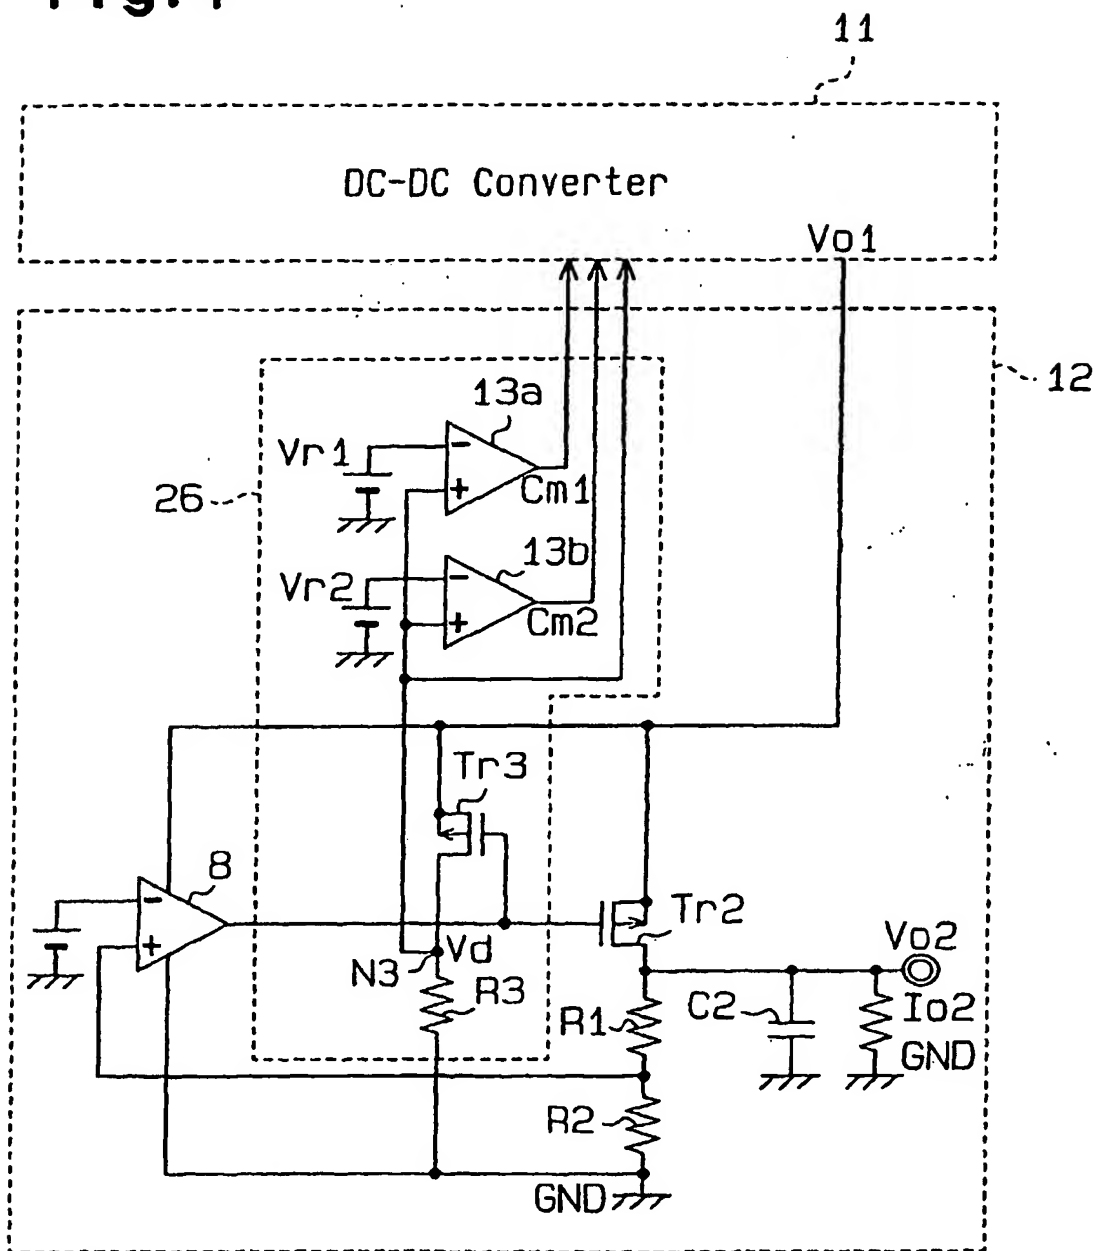 11
DC-DC Converter
Vo1
12
13a
Vr1
-
+
Cm1
26
13b
Vr2
-
+
Cm2
Tr3
8
-
+
Tr2
Vd
N3
R3
Vo2
Io2
C2
R1
GND
R2
GND